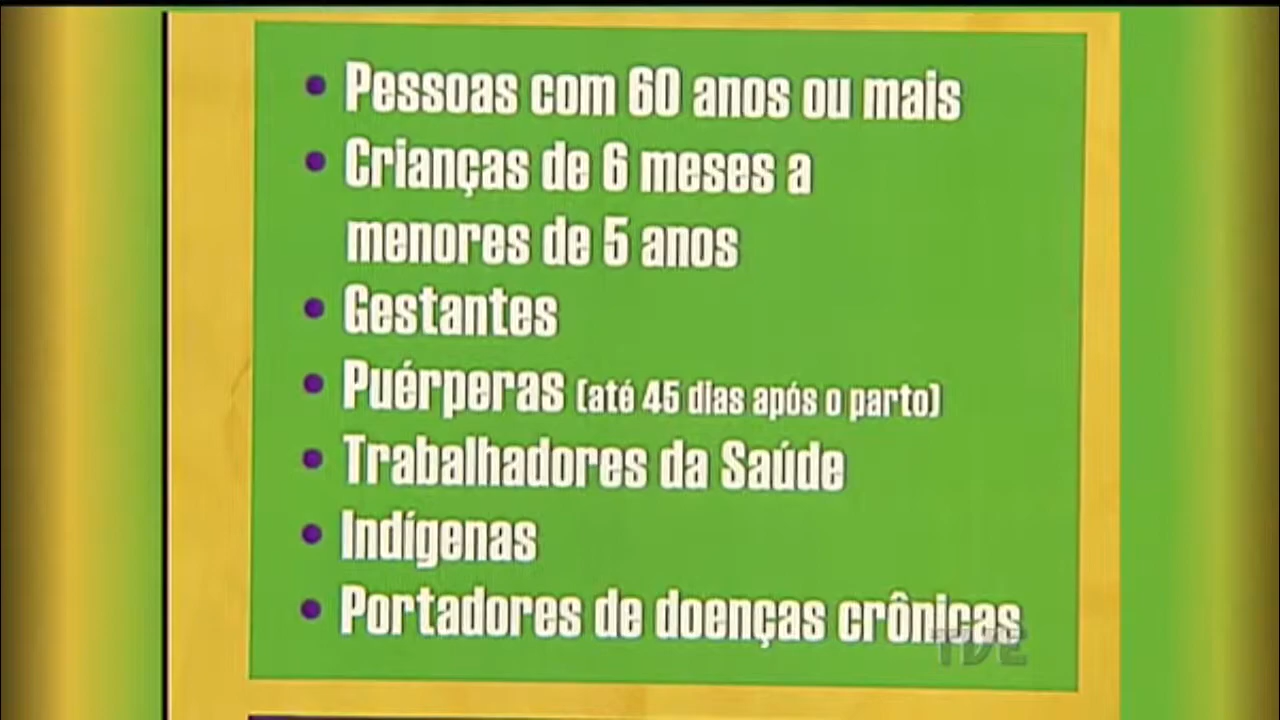 • Pessoas com 60 anos ou mais
• Crianças de 6 meses a
menores de 5 anos
• Gestantes
• Puérperas (até 45 dias após o parto)
• Trabalhadores da Saúde
• Indígenas
• Portadores de doenças crônicas
TVE